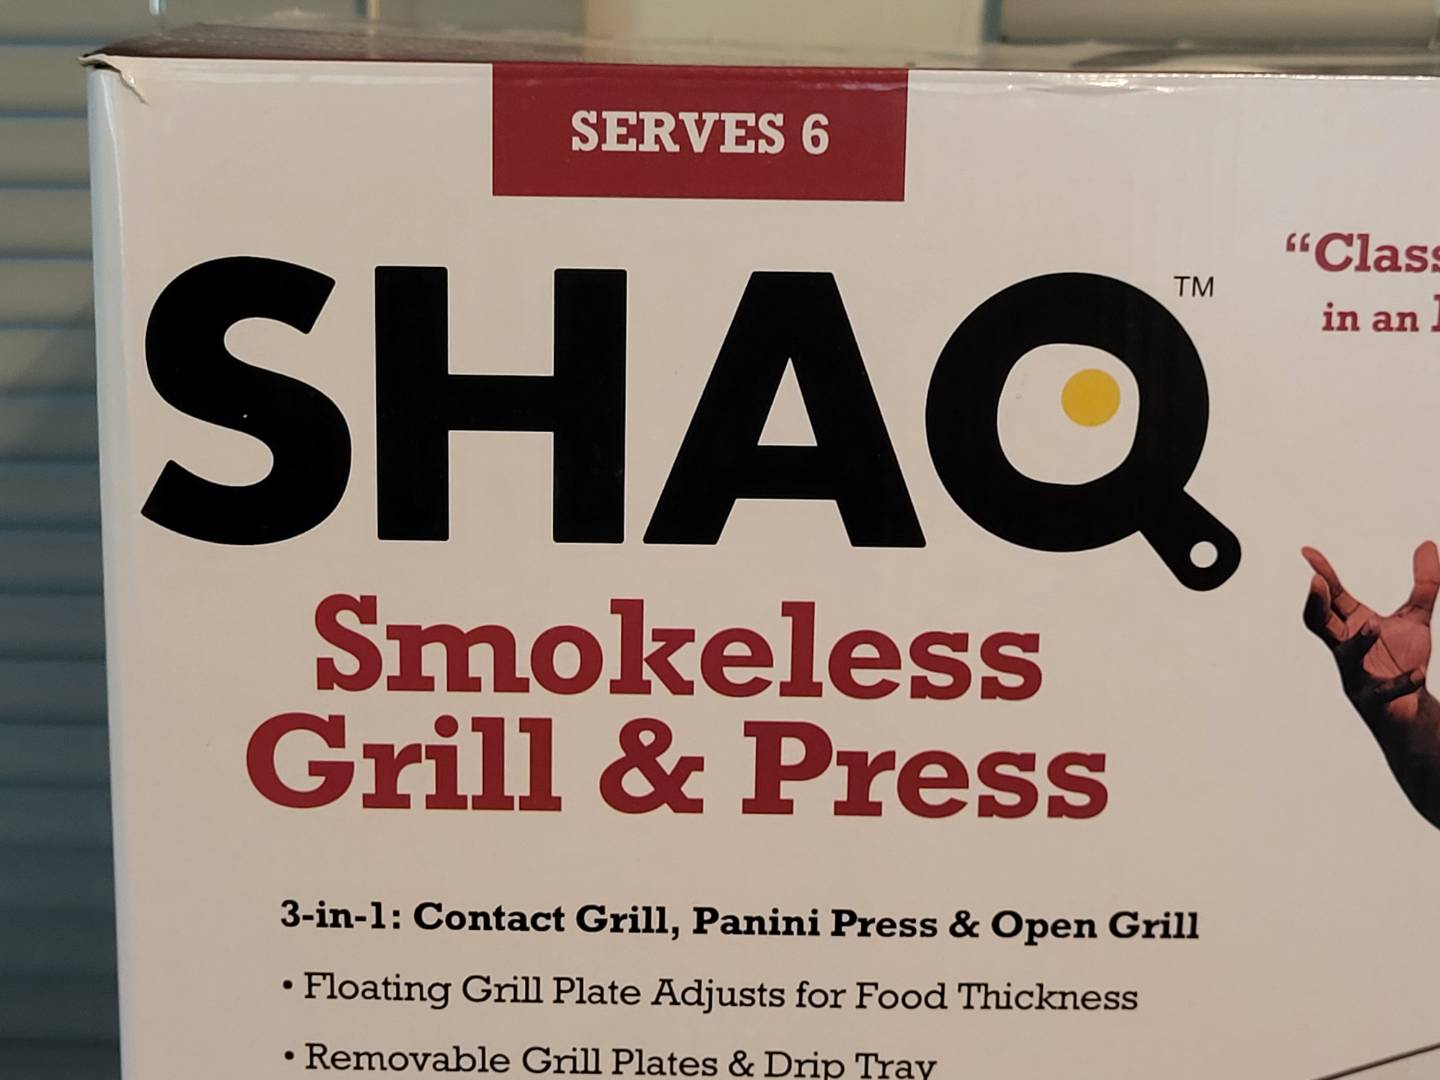 SERVES 6
SHAQ™
"Class
in an
Smokeless
Grill & Press
3-in-1: Contact Grill, Panini Press & Open Grill
• Floating Grill Plate Adjusts for Food Thickness
• Removable Grill Plates & Drip Tray